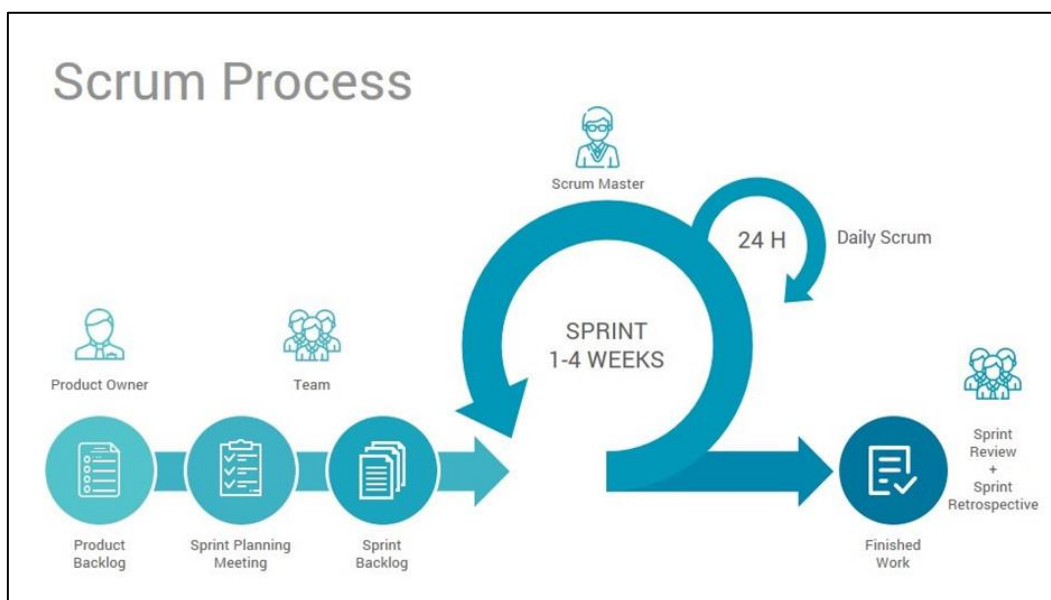 Scrum Process
Scrum Master
24 H
Daily Scrum
SPRINT
1-4 WEEKS
Product Owner
Team
Product
Backlog
Sprint Planning
Meeting
Sprint
Backlog
Finished
Work
Sprint
Review
+
Sprint
Retrospective